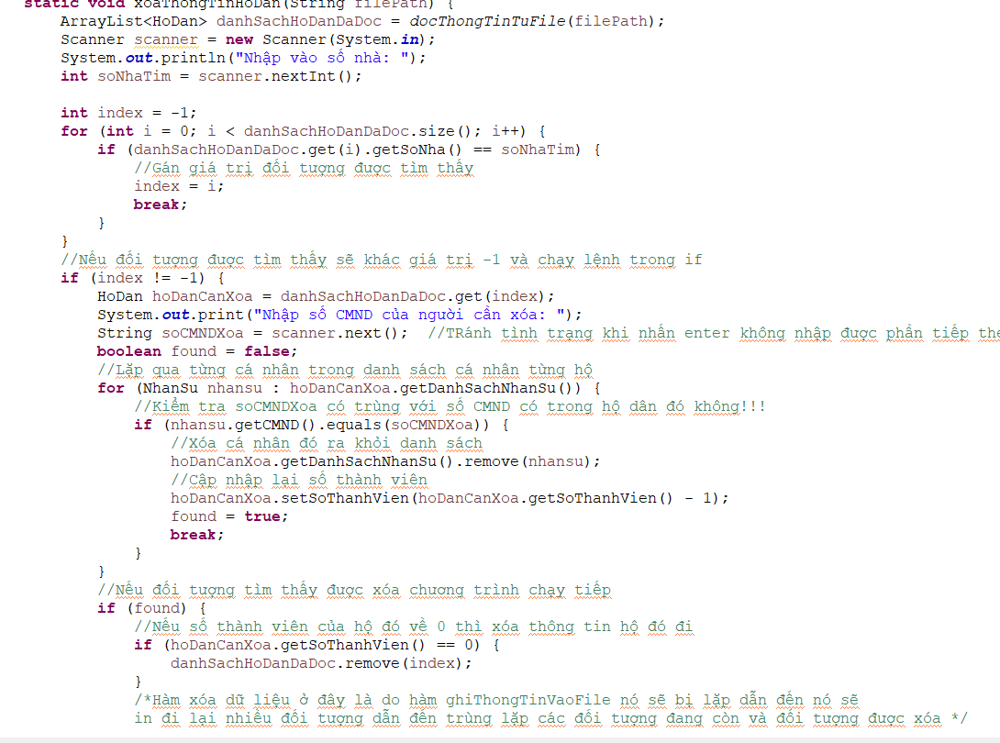 static void xoaThongTinHoDan(String filePath) {
ArrayList<HoDan> danhSachHoDanDaDoc = docThongTinTuFile(filePath);
Scanner scanner = new Scanner(System.in);
System.out.println("Nhập vào số nhà: ");
int soNhaTim = scanner.nextInt();
int index = -1;
for (int i = 0; i < danhSachHoDanDaDoc.size(); i++) {
if (danhSachHoDanDaDoc.get(i).getSoNha() == soNhaTim) {
//Gán giá trị đối tượng được tìm thấy
index = i;
break;
}
}
//Nếu đối tượng được tìm thấy sẽ khác giá trị -1 và chạy lệnh trong if
if (index != -1) {
HoDan hoDanCanXoa = danhSachHoDanDaDoc.get(index);
System.out.print("Nhập số CMND của người cần xóa: ");
String soCMNDXoa = scanner.next(); //TRánh tình trạng khi nhấn enter không nhập được phần tiếp the
boolean found = false;
//Lặp qua từng cá nhân trong danh sách cá nhân từng hộ
for (NhanSu nhansu : hoDanCanXoa.getDanhSachNhanSu()) {
//Kiểm tra soCMNDXoa có trùng với số CMND có trong hộ dân đó không!!!
if (nhansu.getCMND().equals(soCMNDXoa)) {
//Xóa cá nhân đó ra khỏi danh sách
hoDanCanXoa.getDanhSachNhanSu().remove(nhansu);
//Cập nhập lại số thành viên
hoDanCanXoa.setSoThanhVien(hoDanCanXoa.getSoThanhVien() - 1);
found = true;
break;
}
}
//Nếu đối tượng tìm thấy được xóa chương trình chạy tiếp
if (found) {
//Nếu số thành viên của hộ đó về 0 thì xóa thông tin hộ đó đi
if (hoDanCanXoa.getSoThanhVien() == 0) {
danhSachHoDanDaDoc.remove(index);
}
/*Hàm xóa dữ liệu ở đây là do hàm ghiThongTinVaoFile nó sẽ bị lặp dẫn đến nó sẽ
in đi lại nhiều đối tượng dẫn đến trùng lặp các đối tượng đang còn và đối tượng được xóa */